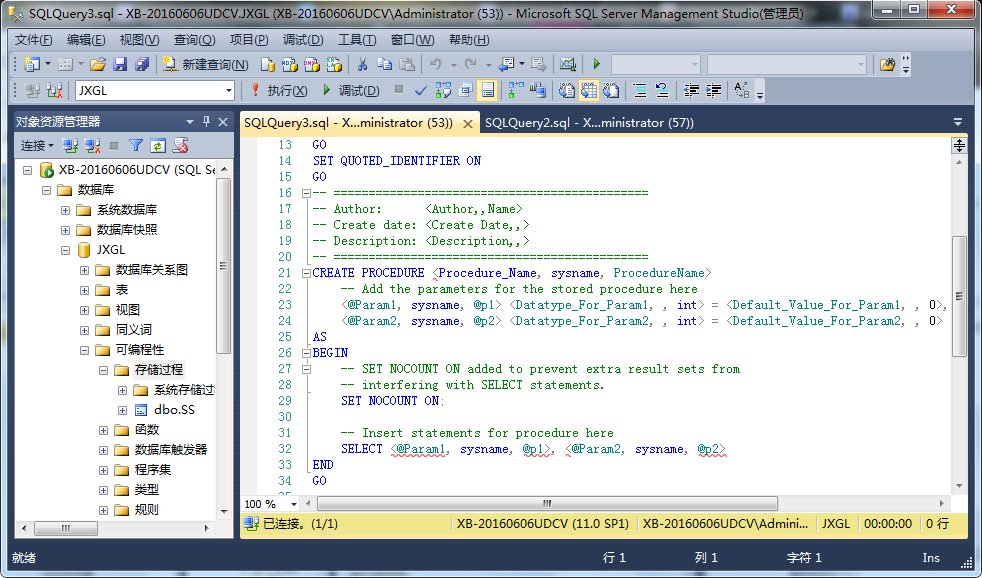 SQLQuery3.sql - XB-20160606UDCV.JXGL (XB-20160606UDCV\Administrator (53)) - Microsoft SQL Server Management Studio(管理员)
文件(F) 编辑(E) 视图(V) 查询(Q) 项目(P) 调试(D) 工具(T) 窗口(W) 帮助(H)
新建查询(N)
JXGL 执行(X) 调试(D)
对象资源管理器
连接
XB-20160606UDCV (SQL Se
数据库
系统数据库
数据库快照
JXGL
数据库关系图
表
视图
同义词
可编程性
存储过程
系统存储过
dbo.SS
函数
数据库触发器
程序集
类型
规则
SQLQuery3.sql - X...ministrator (53)) SQLQuery2.sql - X...ministrator (57))
13 GO
14 SET QUOTED_IDENTIFIER ON
15 GO
16 -- =============================================
17 -- Author: <Author,,Name>
18 -- Create date: <Create Date,,>
19 -- Description: <Description,,>
20 -- =============================================
21 CREATE PROCEDURE <Procedure_Name, sysname, ProcedureName>
22 -- Add the parameters for the stored procedure here
23 <@Param1, sysname, @p1> <Datatype_For_Param1, , int> = <Default_Value_For_Param1, , 0>,
24 <@Param2, sysname, @p2> <Datatype_For_Param2, , int> = <Default_Value_For_Param2, , 0>
25 AS
26 BEGIN
27 -- SET NOCOUNT ON added to prevent extra result sets from
28 -- interfering with SELECT statements.
29 SET NOCOUNT ON;
30
31 -- Insert statements for procedure here
32 SELECT <@Param1, sysname, @p1>, <@Param2, sysname, @p2>
33 END
34 GO
100 %
已连接。(1/1) XB-20160606UDCV (11.0 SP1) XB-20160606UDCV\Admini... JXGL 00:00:00 0 行
就绪 行 1 列 1 字符 1 Ins